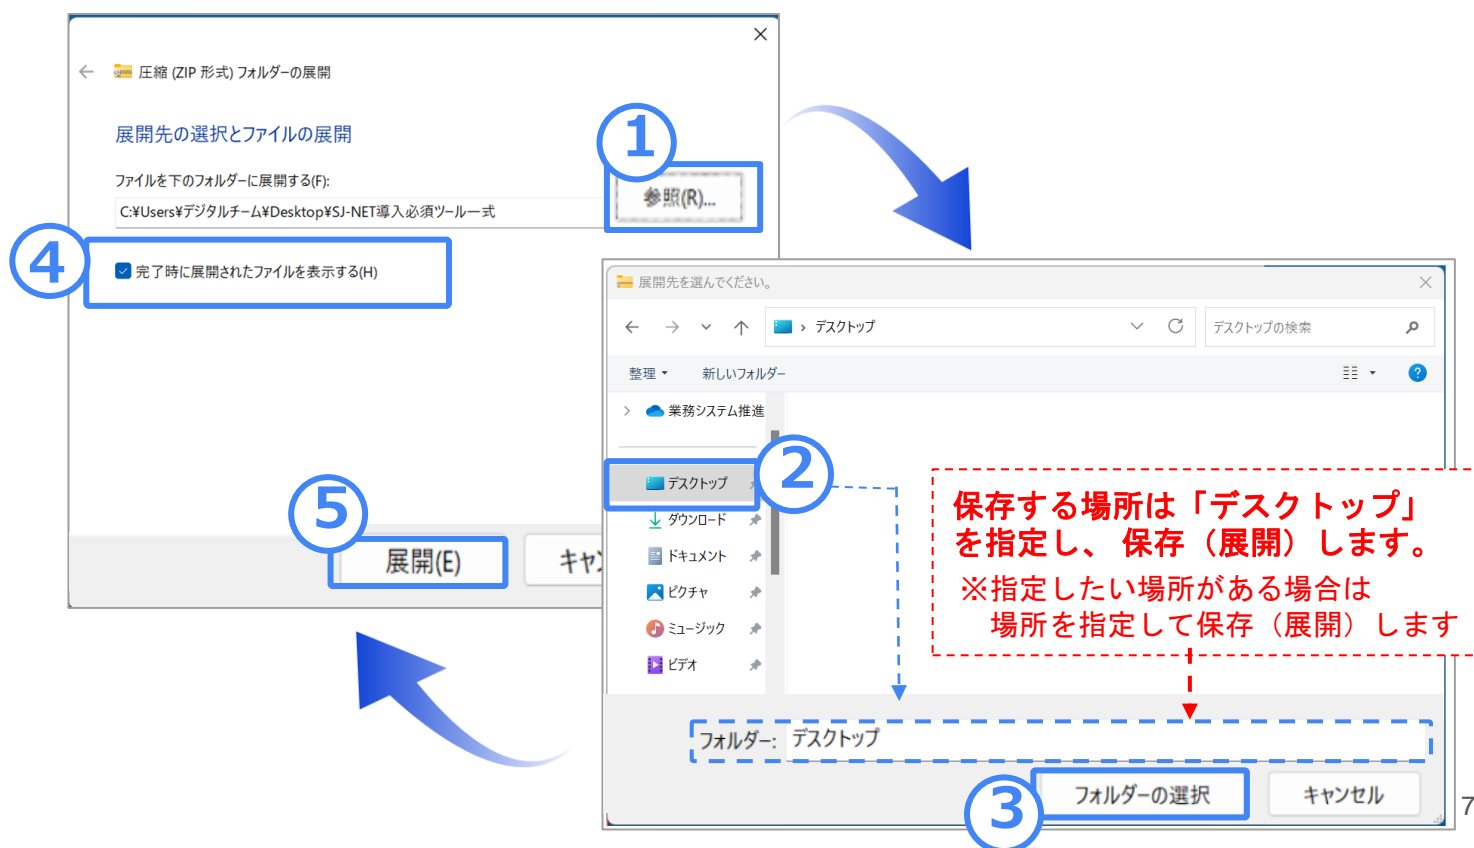 圧縮 (ZIP 形式) フォルダーの展開
展開先の選択とファイルの展開
ファイルを下のフォルダーに展開する(F):
C:¥Users¥デジタルチーム¥Desktop¥SJ-NET導入必須ツール一式
①
参照(R)...
④
完了時に展開されたファイルを表示する(H)
⑤
展開(E)
キャン
展開先を選んでください。
デスクトップ
デスクトップの検索
整理
新しいフォルダー
業務システム推進
②
デスクトップ
ダウンロード
ドキュメント
ピクチャ
ミュージック
ビデオ
保存する場所は「デスクトップ」
を指定し、 保存（展開）します。
※指定したい場所がある場合は
場所を指定して保存（展開）します
フォルダー: デスクトップ
③
フォルダーの選択
キャンセル
7